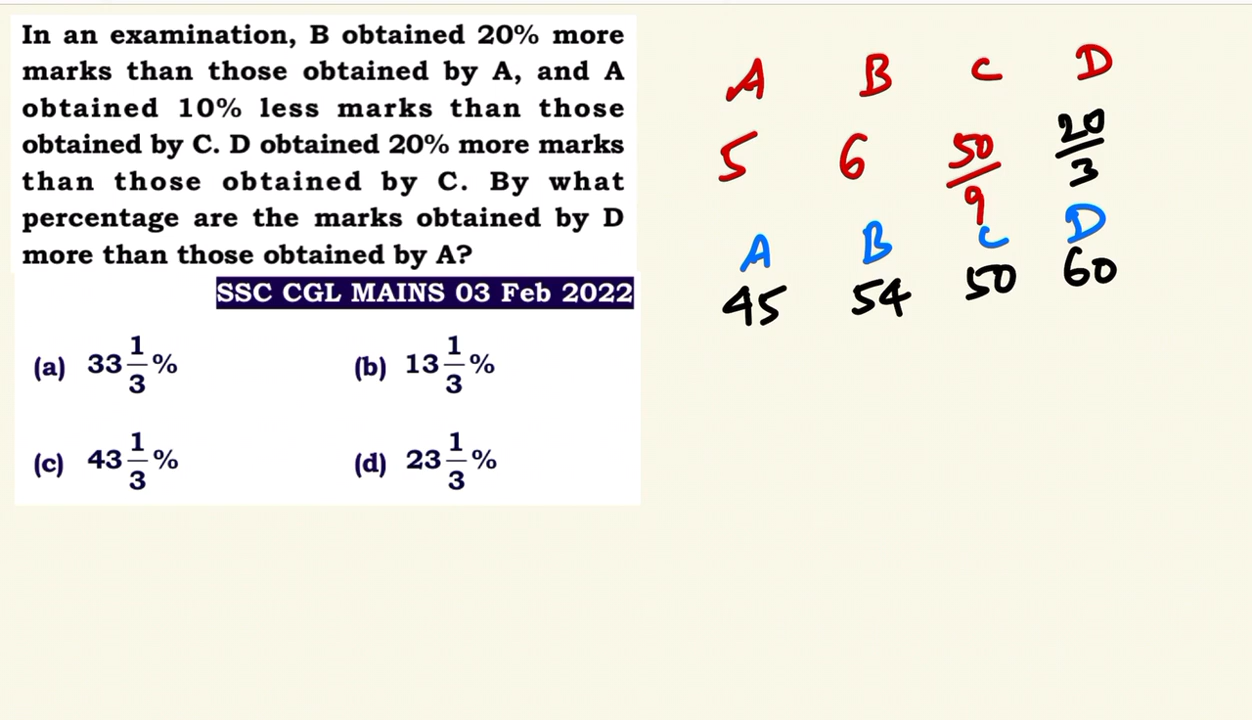 In an examination, B obtained 20% more
marks than those obtained by A, and A
obtained 10% less marks than those
obtained by C. D obtained 20% more marks
than those obtained by C. By what
percentage are the marks obtained by D
more than those obtained by A?
SSC CGL MAINS 03 Feb 2022
(a) 33 1/3 % (b) 13 1/3 %
(c) 43 1/3 % (d) 23 1/3 %
A B C D
5 6 50/9 20/3
A B C D
45 54 50 60